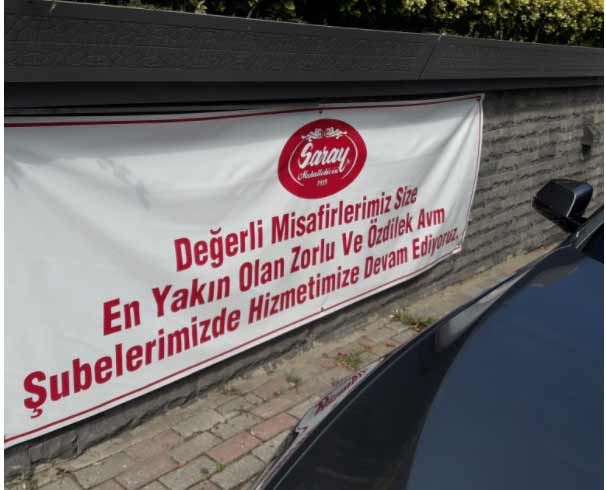 Saray
Muhallebicisi
1935
Değerli Misafirlerimiz Size
En Yakın Olan Zorlu Ve Özdilek Avm
Şubelerimizde Hizmetimize Devam Ediyoruz.